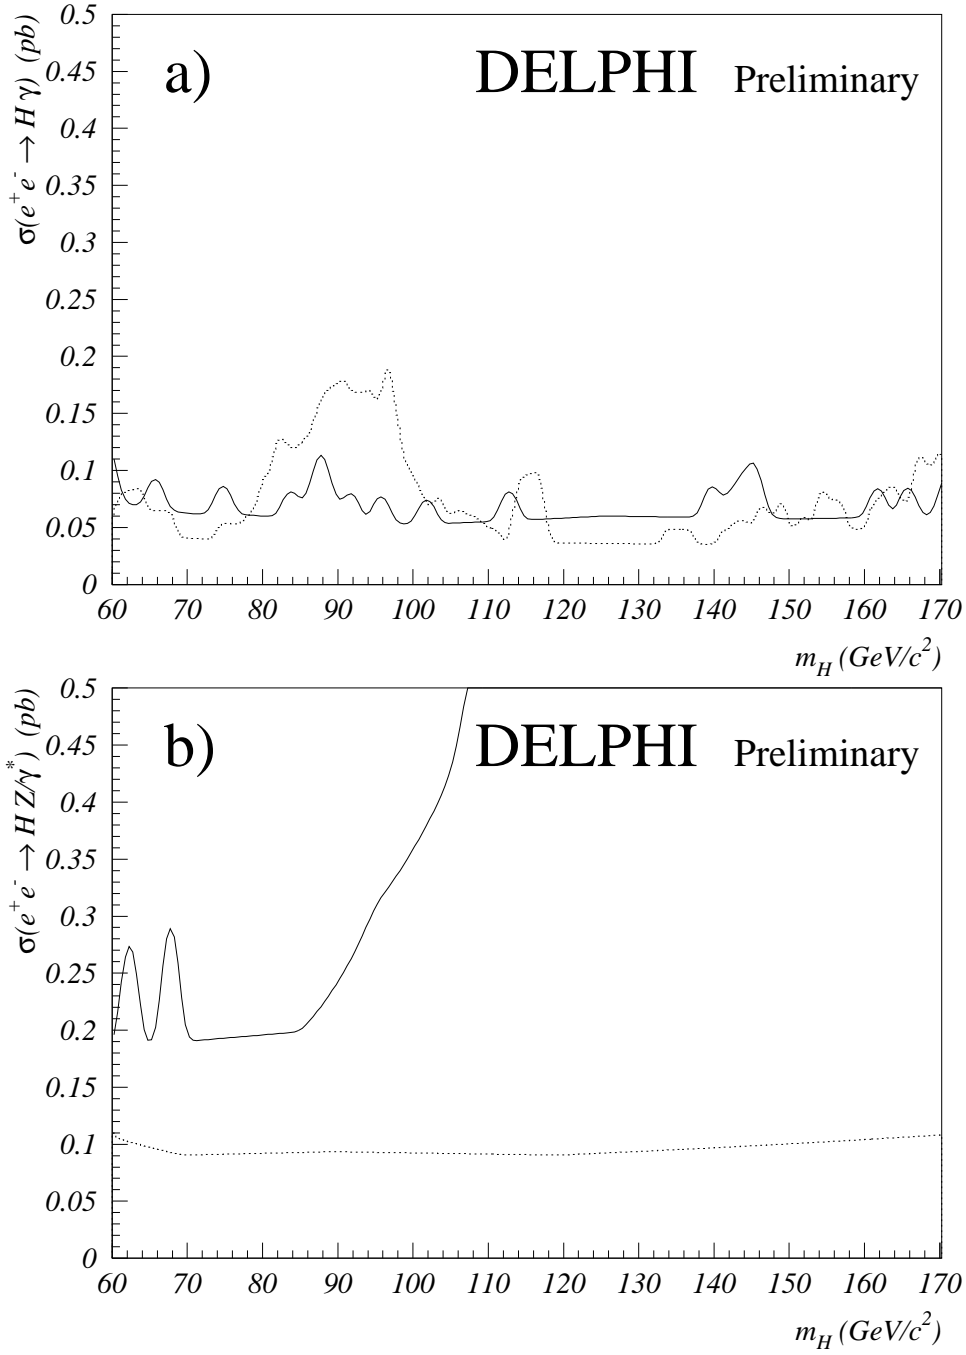 σ(e⁺e⁻ → Hγ) (pb)
a)
DELPHI Preliminary
0.5
0.45
0.4
0.35
0.3
0.25
0.2
0.15
0.1
0.05
0
60 70 80 90 100 110 120 130 140 150 160 170
m_H (GeV/c²)
σ(e⁺e⁻ → HZ/γ*) (pb)
b)
DELPHI Preliminary
0.5
0.45
0.4
0.35
0.3
0.25
0.2
0.15
0.1
0.05
0
60 70 80 90 100 110 120 130 140 150 160 170
m_H (GeV/c²)